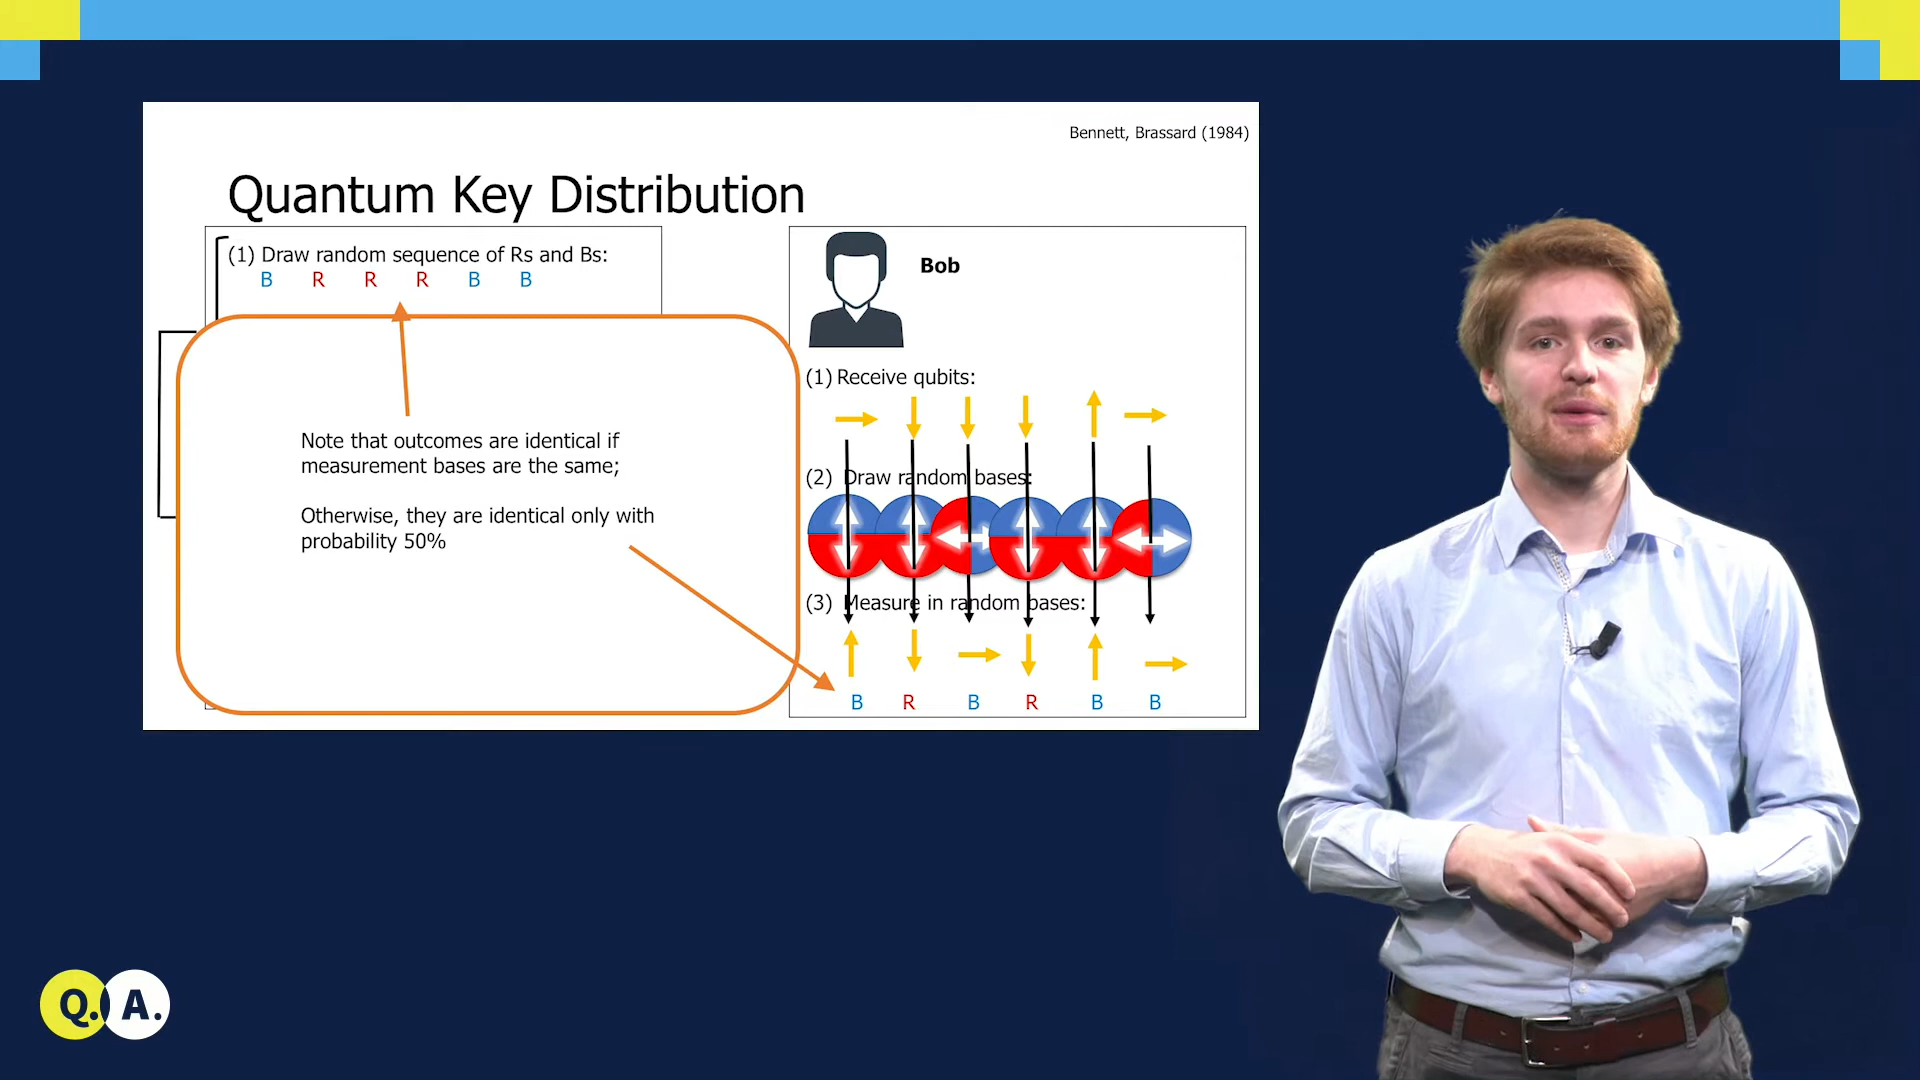 Bennett, Brassard (1984)
Quantum Key Distribution
(1) Draw random sequence of Rs and Bs:
B R R R B B
Note that outcomes are identical if
measurement bases are the same;
Otherwise, they are identical only with
probability 50%
Bob
(1) Receive qubits:
(2) Draw random bases:
(3) Measure in random bases:
B R B R B B
Q. A.